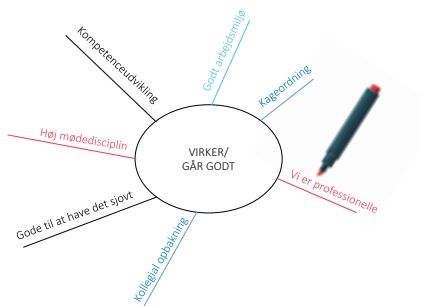 Kompetenceudvikling
Godt arbejdsmiljø
Kageordning
Høj mødedisciplin
VIRKER/
GÅR GODT
Vi er professionelle
Gode til at have det sjovt
Kollegial opbakning